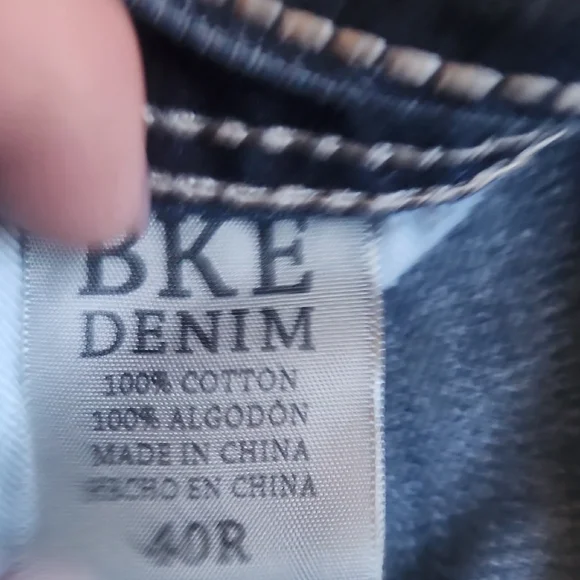 BKE
DENIM
100% COTTON
100% ALGODÓN
MADE IN CHINA
HECHO EN CHINA
40R